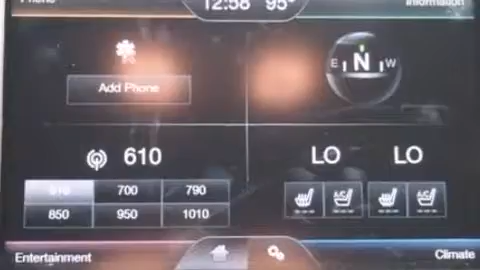 Phone 12:58 95° Information
E N W
Add Phone
610 LO LO
610 700 790
A/C A/C
850 950 1010
Entertainment Climate